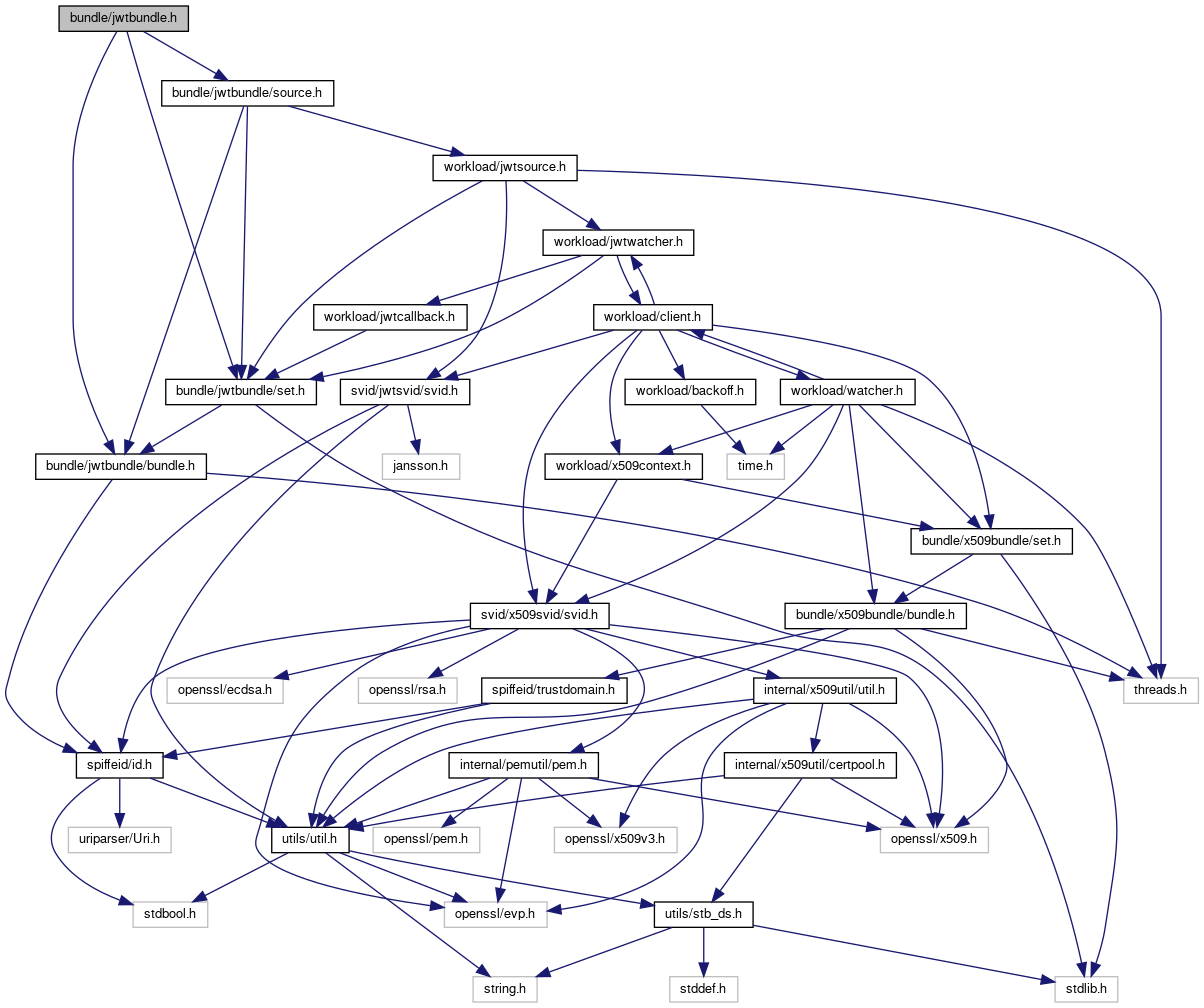 bundle/jwtbundle.h
bundle/jwtbundle/source.h
workload/jwtsource.h
workload/jwtwatcher.h
workload/jwtcallback.h
workload/client.h
bundle/jwtbundle/set.h
svid/jwtsvid/svid.h
workload/backoff.h
workload/watcher.h
bundle/jwtbundle/bundle.h
jansson.h
workload/x509context.h
time.h
bundle/x509bundle/set.h
svid/x509svid/svid.h
bundle/x509bundle/bundle.h
openssl/ecdsa.h
openssl/rsa.h
spiffeid/trustdomain.h
internal/x509util/util.h
threads.h
spiffeid/id.h
internal/pemutil/pem.h
internal/x509util/certpool.h
uriparser/Uri.h
utils/util.h
openssl/pem.h
openssl/x509v3.h
openssl/x509.h
stdbool.h
openssl/evp.h
utils/stb_ds.h
string.h
stddef.h
stdlib.h